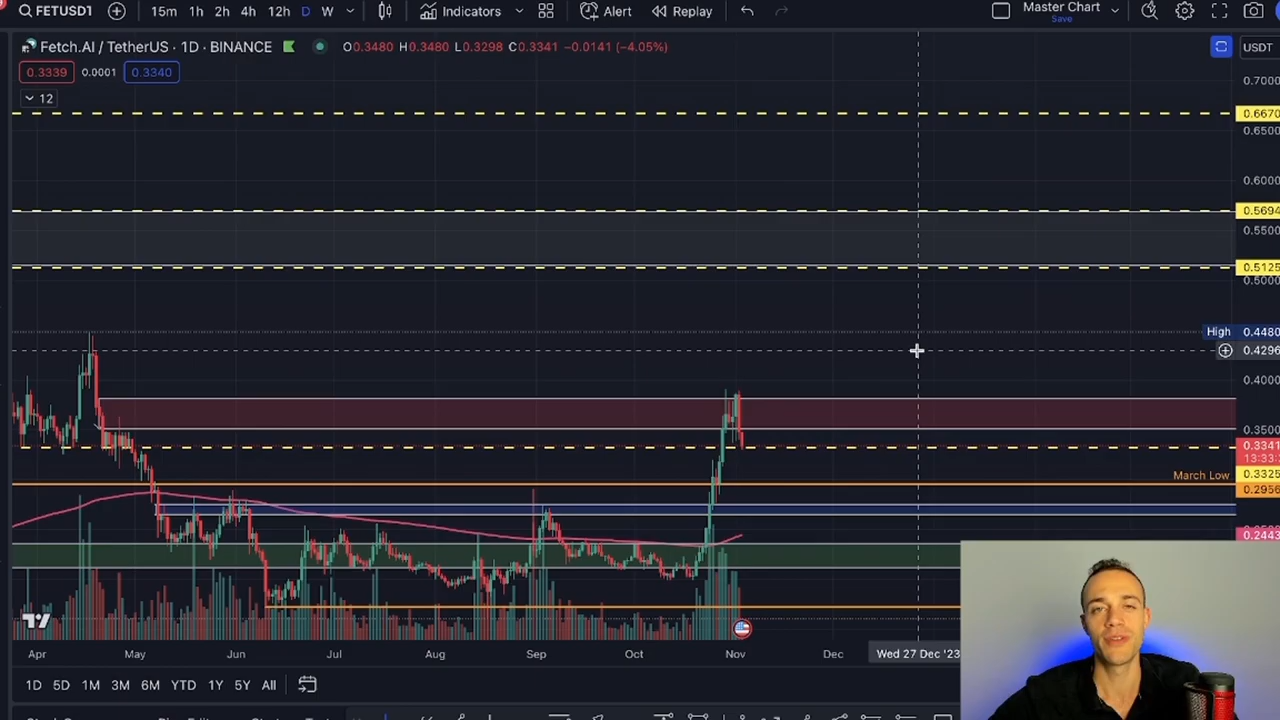 FETUSD1 15m 1h 2h 4h 12h D W Indicators Alert Replay Master Chart
Save
Fetch.AI / TetherUS · 1D · BINANCE O0.3480 H0.3480 L0.3298 C0.3341 −0.0141 (−4.05%)
USDT
0.3339 0.0001 0.3340
12
0.7000
0.6670
0.6500
0.6000
0.5694
0.5500
0.5125
0.5000
High 0.4480
0.4296
0.4000
0.3500
0.3341
13:33:
0.3325
March Low
0.2956
0.2443
Apr May Jun Jul Aug Sep Oct Nov Dec Wed 27 Dec '23
1D 5D 1M 3M 6M YTD 1Y 5Y All